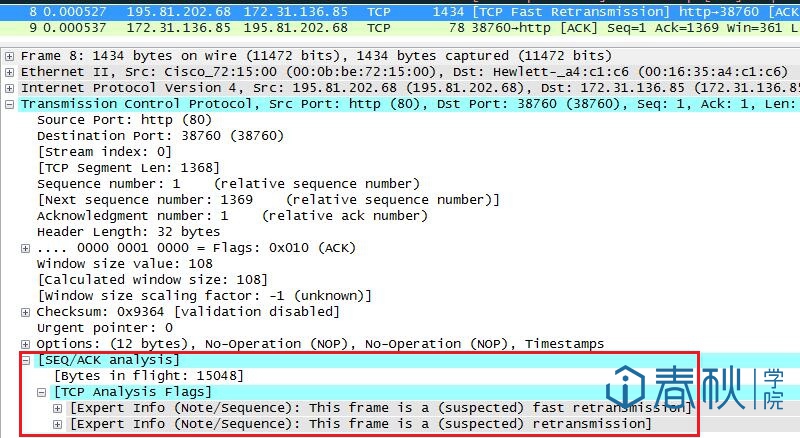 8 0.000527 195.81.202.68 172.31.136.85 TCP 1434 [TCP Fast Retransmission] http→38760 [ACK
9 0.000537 172.31.136.85 195.81.202.68 TCP 78 38760→http [ACK] Seq=1 Ack=1369 Win=361 L
Frame 8: 1434 bytes on wire (11472 bits), 1434 bytes captured (11472 bits)
Ethernet II, Src: Cisco_72:15:00 (00:0b:be:72:15:00), Dst: Hewlett-_a4:c1:c6 (00:16:35:a4:c1:c6)
Internet Protocol Version 4, Src: 195.81.202.68 (195.81.202.68), Dst: 172.31.136.85 (172.31.136.85
Transmission Control Protocol, Src Port: http (80), Dst Port: 38760 (38760), Seq: 1, Ack: 1, Len:
Source Port: http (80)
Destination Port: 38760 (38760)
[Stream index: 0]
[TCP Segment Len: 1368]
Sequence number: 1 (relative sequence number)
[Next sequence number: 1369 (relative sequence number)]
Acknowledgment number: 1 (relative ack number)
Header Length: 32 bytes
.... 0000 0001 0000 = Flags: 0x010 (ACK)
Window size value: 108
[Calculated window size: 108]
[Window size scaling factor: -1 (unknown)]
Checksum: 0x9364 [validation disabled]
Urgent pointer: 0
Options: (12 bytes), No-Operation (NOP), No-Operation (NOP), Timestamps
[SEQ/ACK analysis]
[Bytes in flight: 15048]
[TCP Analysis Flags]
[Expert Info (Note/Sequence): This frame is a (suspected) fast retransmission]
[Expert Info (Note/Sequence): This frame is a (suspected) retransmission]
春秋学院